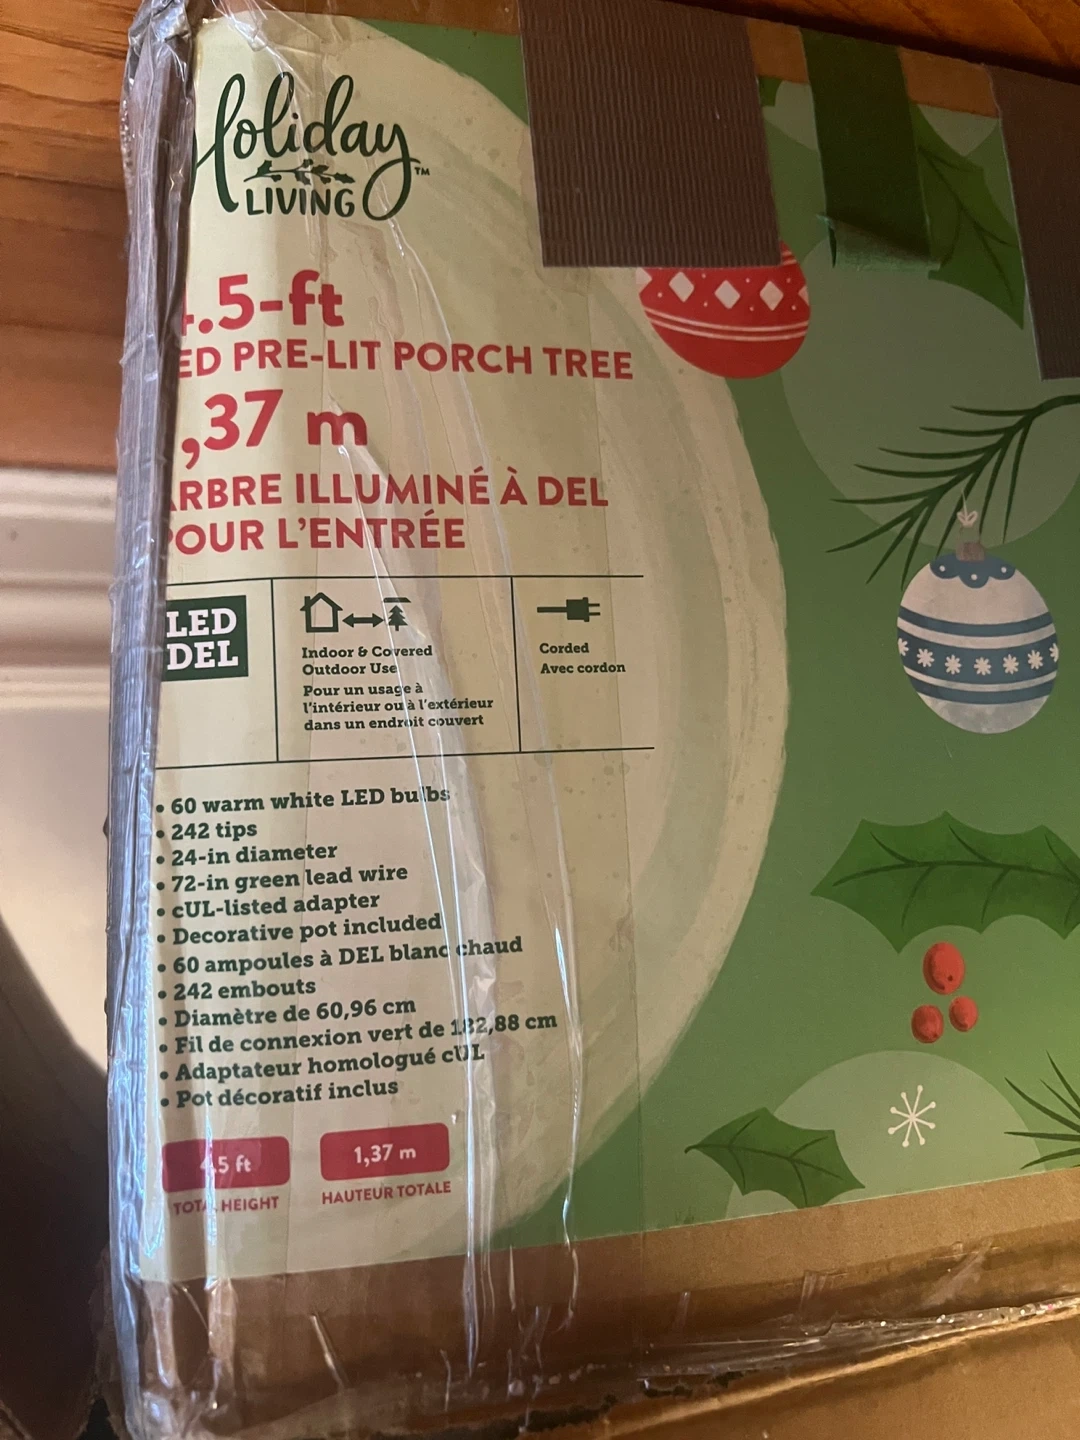 Holiday™
LIVING
.5-ft
ED PRE-LIT PORCH TREE
,37 m
ARBRE ILLUMINÉ À DEL
POUR L'ENTRÉE
LED
DEL
Indoor & Covered
Outdoor Use
Pour un usage à
l'intérieur ou à l'extérieur
dans un endroit couvert
Corded
Avec cordon
• 60 warm white LED bulbs
• 242 tips
• 24-in diameter
• 72-in green lead wire
• cUL-listed adapter
• Decorative pot included
• 60 ampoules à DEL blanc chaud
• 242 embouts
• Diamètre de 60,96 cm
• Fil de connexion vert de 182,88 cm
• Adaptateur homologué cUL
• Pot décoratif inclus
4.5 ft
TOTAL HEIGHT
1,37 m
HAUTEUR TOTALE